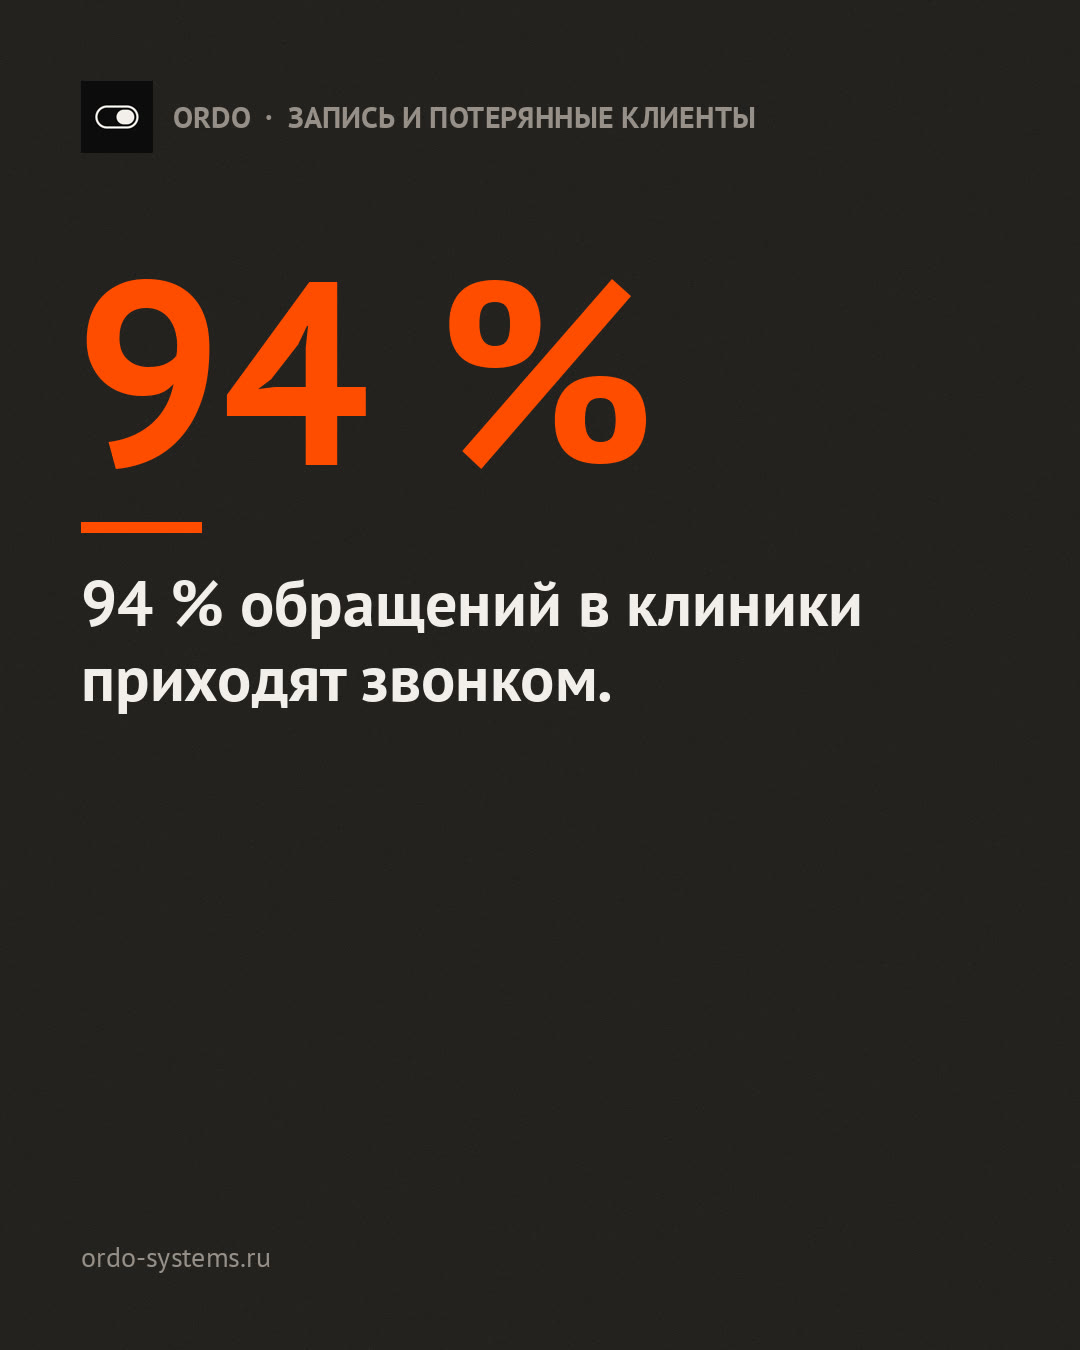 ORDO · ЗАПИСЬ И ПОТЕРЯННЫЕ КЛИЕНТЫ
94 %
94 % обращений в клиники
приходят звонком.
ordo-systems.ru